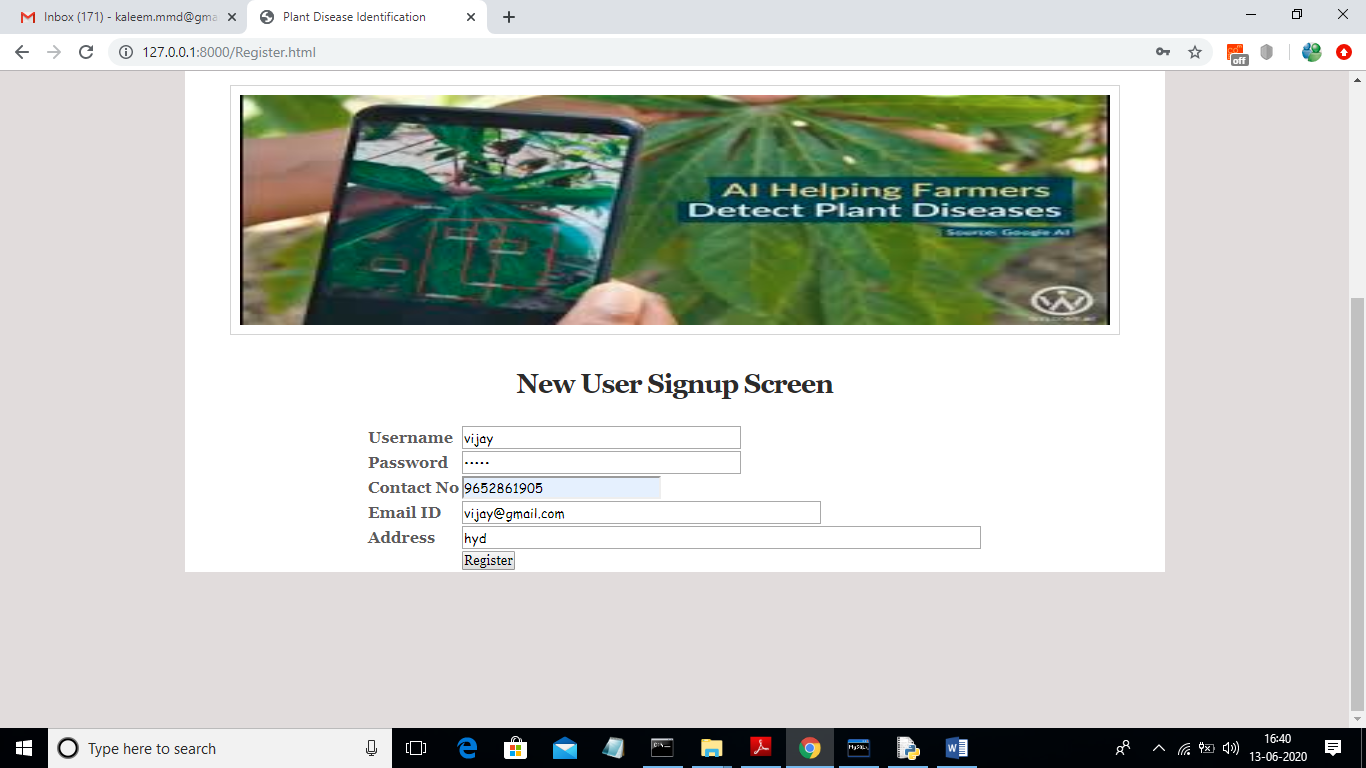 Inbox (171) - kaleem.mmd@gma
Plant Disease Identification
127.0.0.1:8000/Register.html
off
AI Helping Farmers
Detect Plant Diseases
Source: Google AI
New User Signup Screen
Username vijay
Password •••••
Contact No 9652861905
Email ID vijay@gmail.com
Address hyd
Register
Type here to search
16:40
13-06-2020